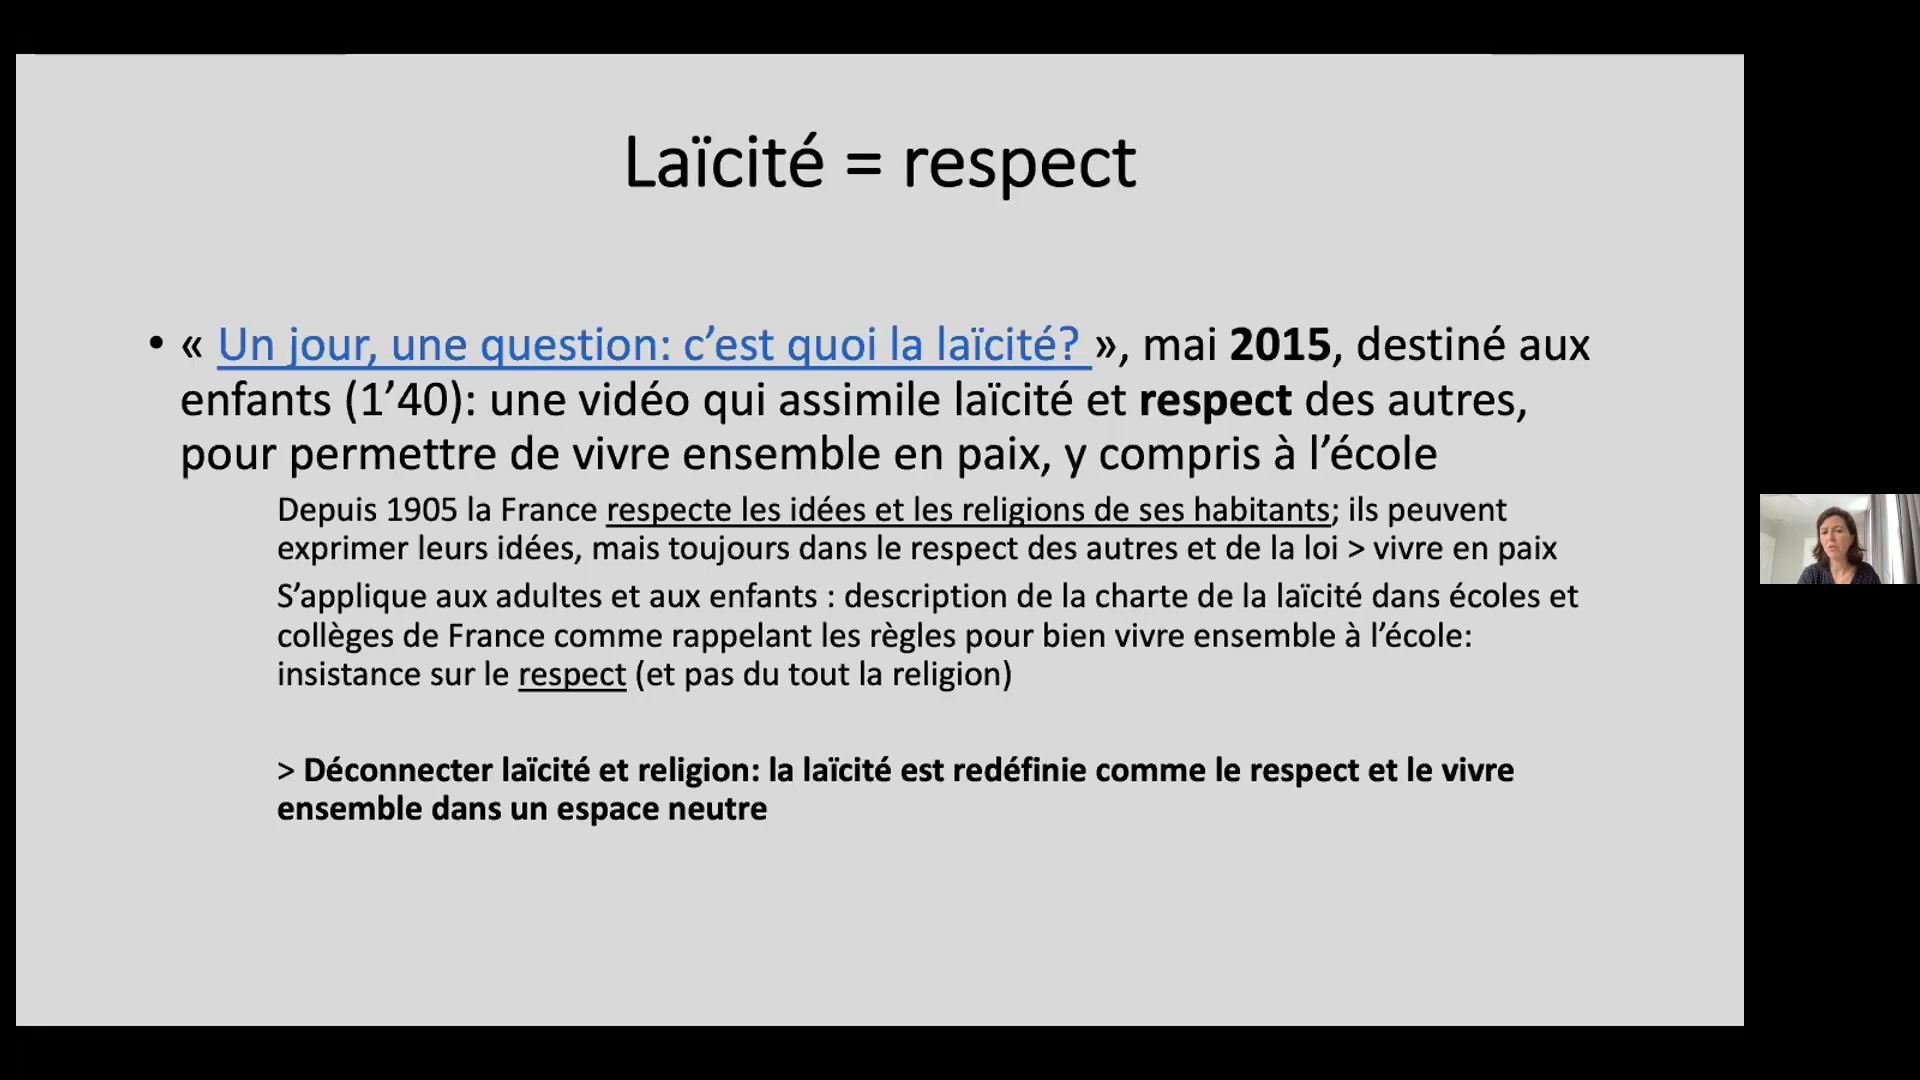 Laïcité = respect
• « Un jour, une question: c’est quoi la laïcité? », mai 2015, destiné aux
enfants (1’40): une vidéo qui assimile laïcité et respect des autres,
pour permettre de vivre ensemble en paix, y compris à l’école
Depuis 1905 la France respecte les idées et les religions de ses habitants; ils peuvent
exprimer leurs idées, mais toujours dans le respect des autres et de la loi > vivre en paix
S’applique aux adultes et aux enfants : description de la charte de la laïcité dans écoles et
collèges de France comme rappelant les règles pour bien vivre ensemble à l’école:
insistance sur le respect (et pas du tout la religion)
> Déconnecter laïcité et religion: la laïcité est redéfinie comme le respect et le vivre
ensemble dans un espace neutre